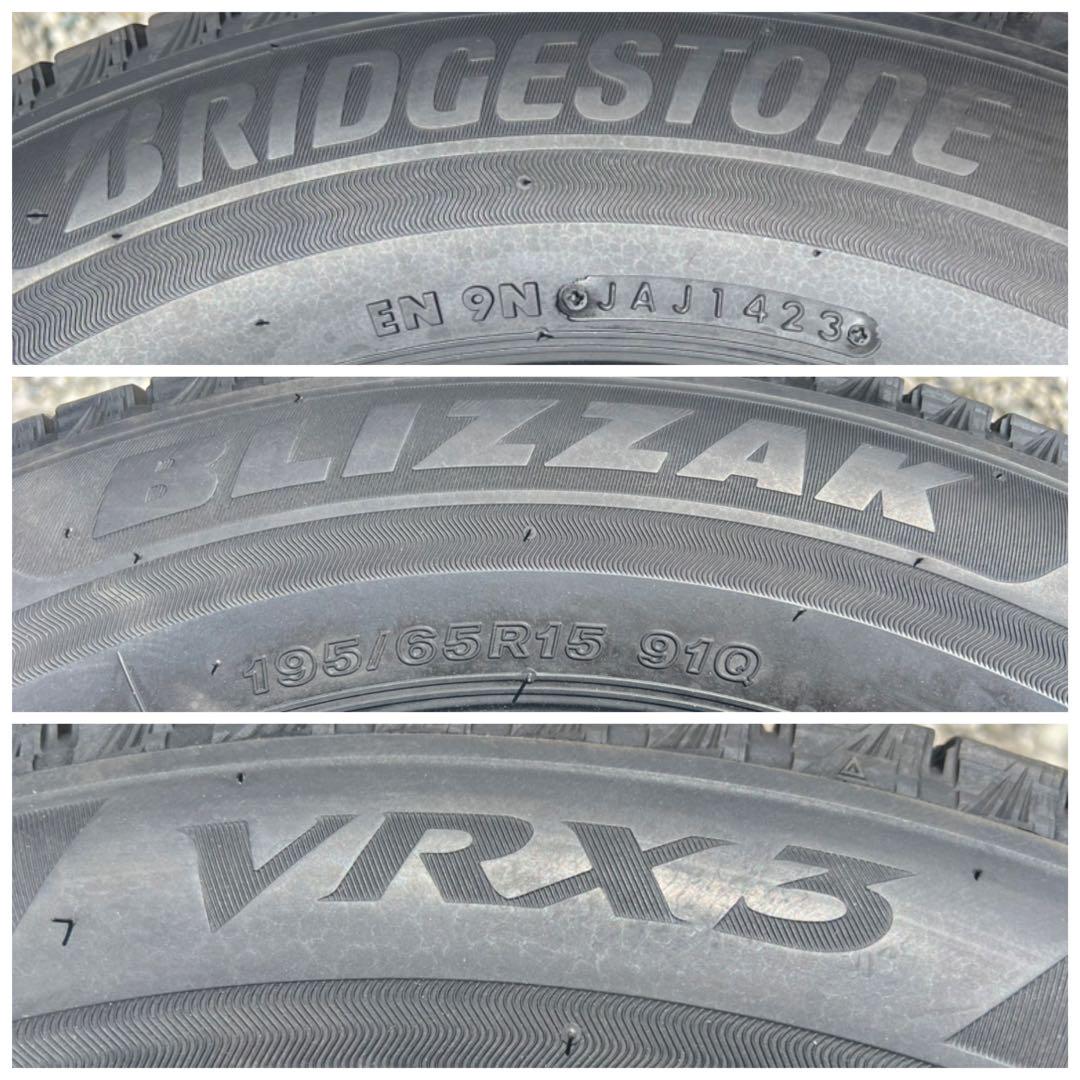 BRIDGESTONE
EN 9N JAJ1423
BLIZZAK
195/65R15 91Q
VRX3